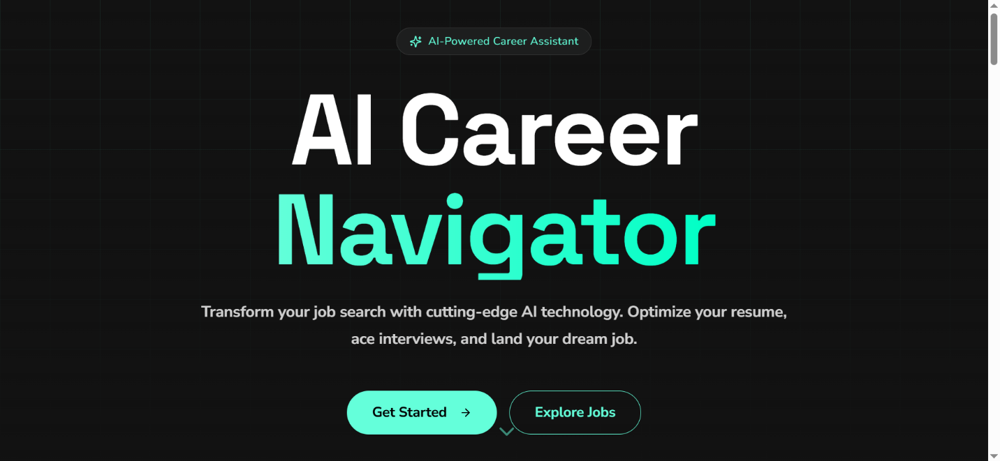 AI-Powered Career Assistant
AI Career
Navigator
Transform your job search with cutting-edge AI technology. Optimize your resume,
ace interviews, and land your dream job.
Get Started
Explore Jobs